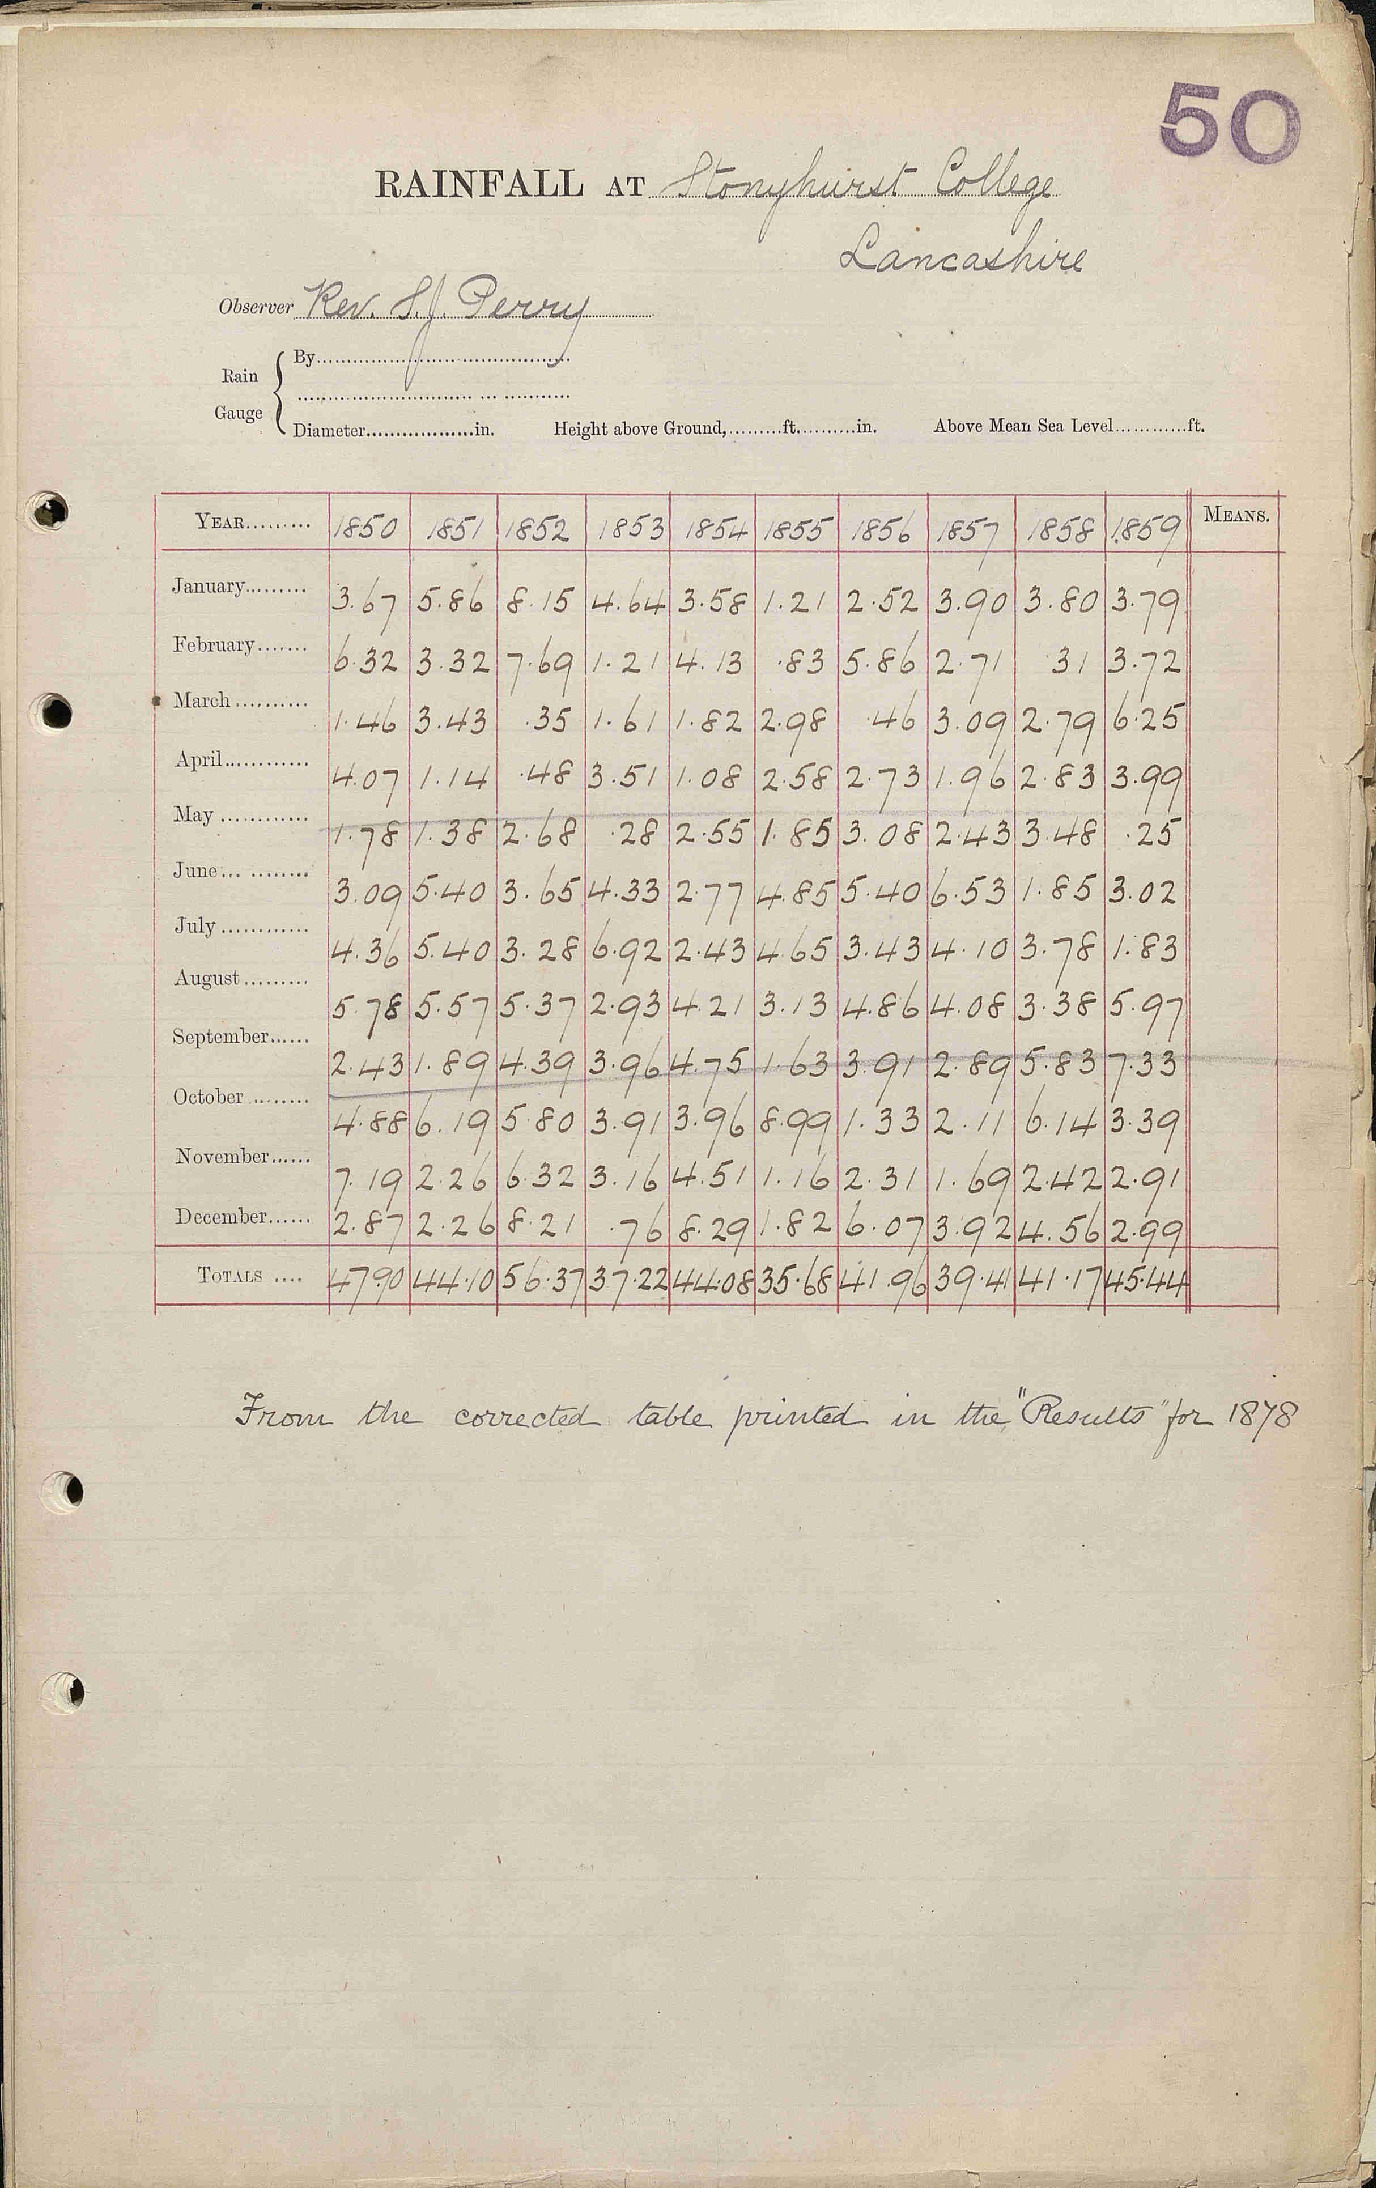 50
RAINFALL AT Stonyhurst College
Lancashire
Observer Rev. S.J. Perry
Rain Gauge { By
Diameter in. Height above Ground, ft. in. Above Mean Sea Level ft.
YEAR 1850 1851 1852 1853 1854 1855 1856 1857 1858 1859 MEANS.
January 3.67 5.86 8.15 4.64 3.58 1.21 2.52 3.90 3.80 3.79
February 6.32 3.32 7.69 1.21 4.13 .83 5.86 2.71 31 3.72
March 1.46 3.43 .35 1.61 1.82 2.98 .46 3.09 2.79 6.25
April 4.07 1.14 .48 3.51 1.08 2.58 2.73 1.96 2.83 3.99
May 1.78 1.38 2.68 .28 2.55 1.85 3.08 2.43 3.48 .25
June 3.09 5.40 3.65 4.33 2.77 4.85 5.40 6.53 1.85 3.02
July 4.36 5.40 3.28 6.92 2.43 4.65 3.43 4.10 3.78 1.83
August 5.78 5.57 5.37 2.93 4.21 3.13 4.86 4.08 3.38 5.97
September 2.43 1.89 4.39 3.96 4.75 1.63 3.91 2.89 5.83 7.33
October 4.88 6.19 5.80 3.91 3.96 8.99 1.33 2.11 6.14 3.39
November 7.19 2.26 6.32 3.16 4.51 1.16 2.31 1.69 2.42 2.91
December 2.87 2.26 8.21 .76 8.29 1.82 6.07 3.92 4.56 2.99
TOTALS 47.90 44.10 56.37 37.22 44.08 35.68 41.96 39.41 41.17 45.44
From the corrected table printed in the "Results" for 1878